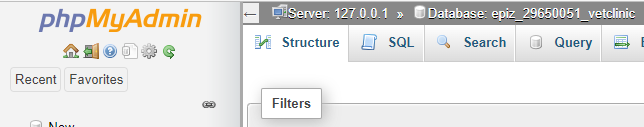 phpMyAdmin
Recent Favorites
New
Server: 127.0.0.1 » Database: epiz_29650051_vetclinic
Structure SQL Search Query
Filters